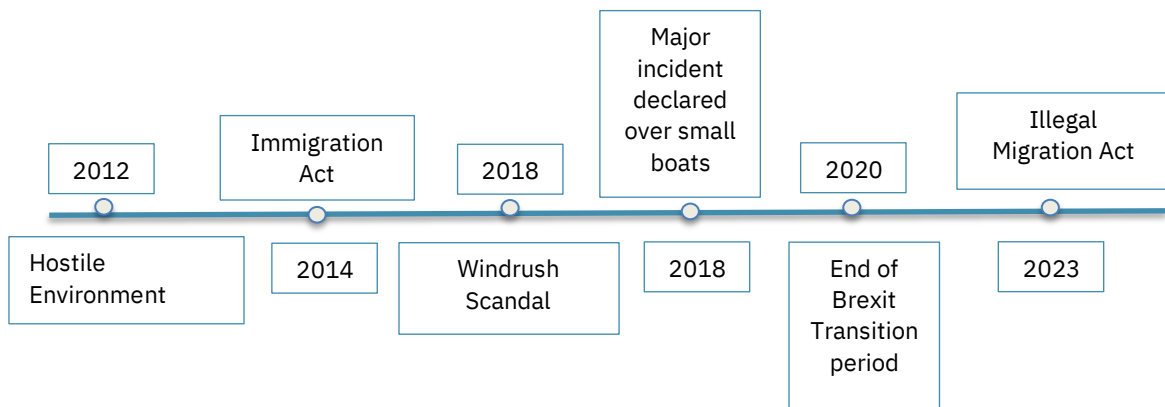 2012
Hostile
Environment
Immigration
Act
2014
2018
Windrush
Scandal
Major
incident
declared
over small
boats
2018
2020
End of
Brexit
Transition
period
Illegal
Migration Act
2023